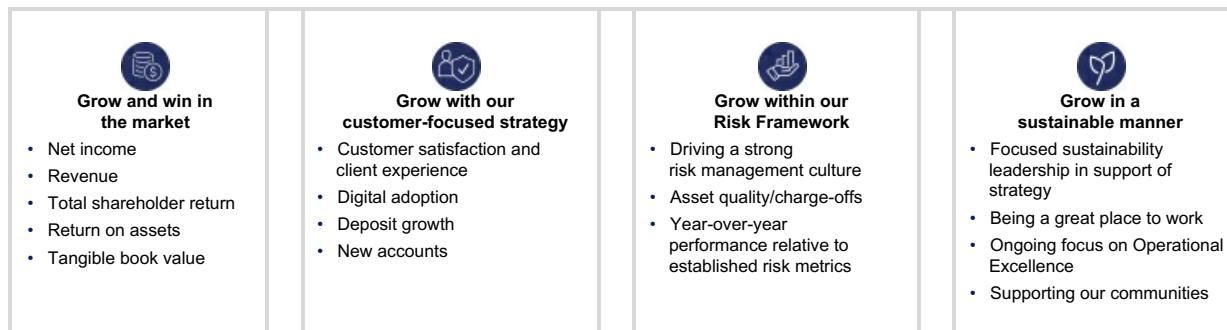 Grow and win in
the market
• Net income
• Revenue
• Total shareholder return
• Return on assets
• Tangible book value
Grow with our
customer-focused strategy
• Customer satisfaction and
client experience
• Digital adoption
• Deposit growth
• New accounts
Grow within our
Risk Framework
• Driving a strong
risk management culture
• Asset quality/charge-offs
• Year-over-year
performance relative to
established risk metrics
Grow in a
sustainable manner
• Focused sustainability
leadership in support of
strategy
• Being a great place to work
• Ongoing focus on Operational
Excellence
• Supporting our communities